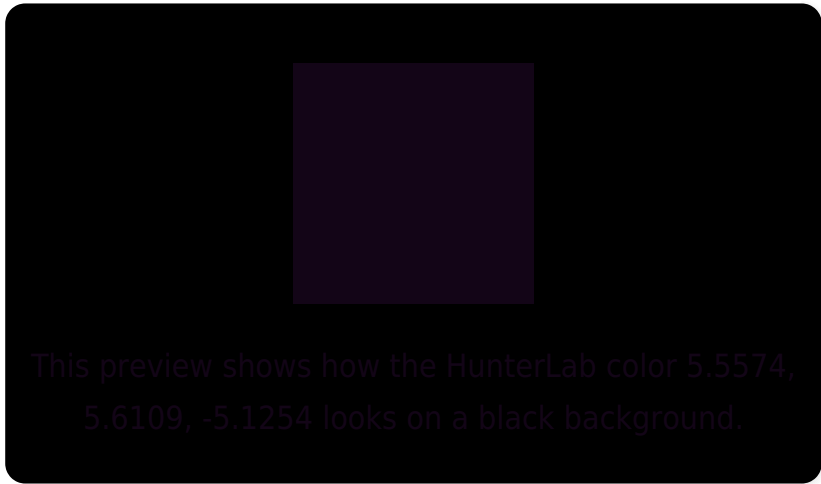 This preview shows how the HunterLab color 5.5574,
5.6109, -5.1254 looks on a black background.